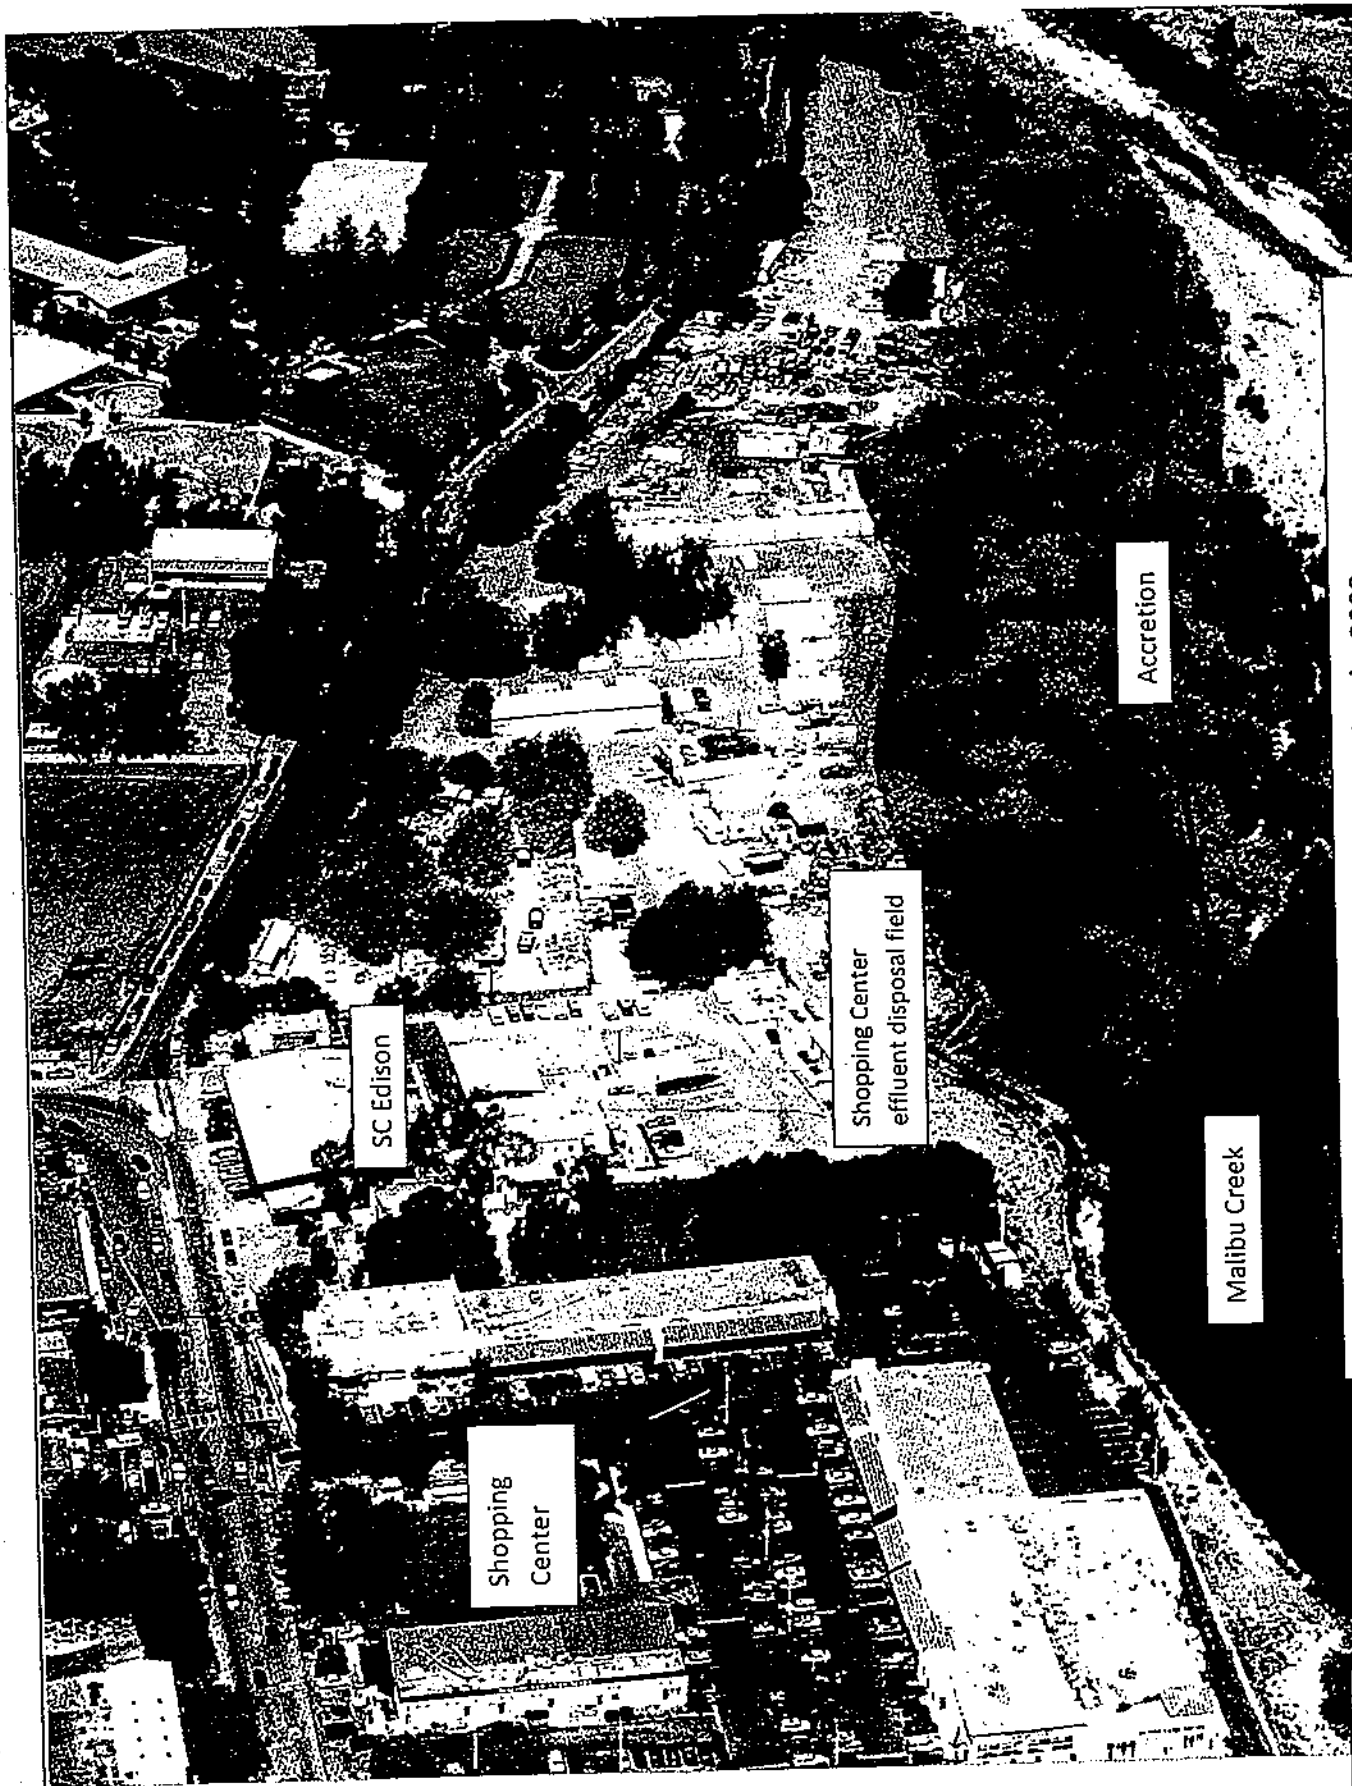 Shopping
Center
SC Edison
Shopping Center
effluent disposal field
Malibu Creek
Accretion